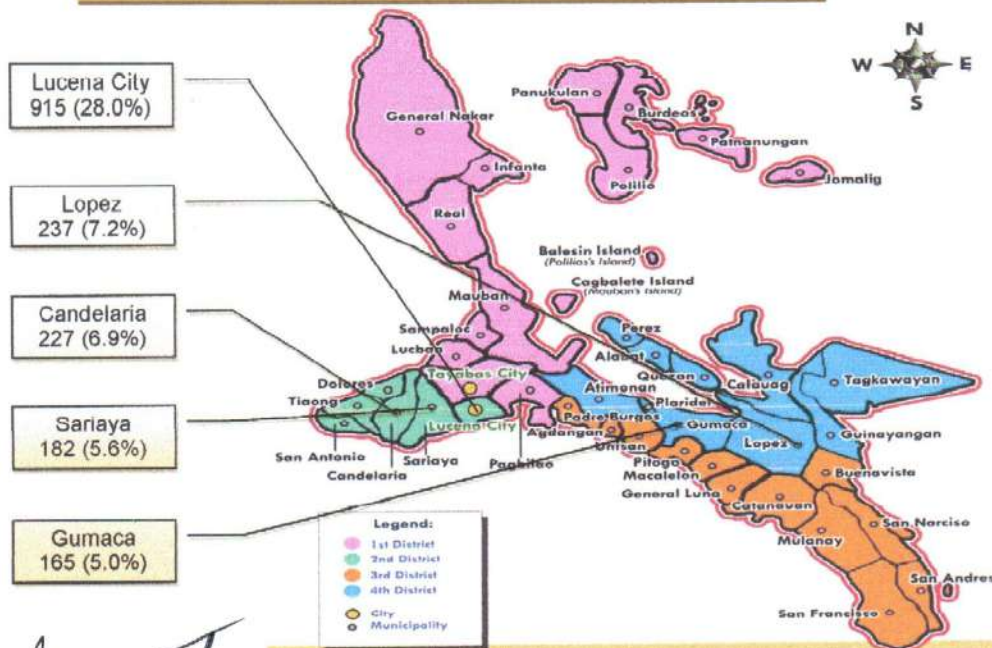 N
W E
S
Lucena City
915 (28.0%)
Lopez
237 (7.2%)
Candelaria
227 (6.9%)
Sariaya
182 (5.6%)
Gumaca
165 (5.0%)
General Nakar
Infanta
Real
Panukulan
Burdeos
Patnanungan
Polilio
Jomalig
Balesin Island
(Polilios's Island)
Cagbalete Island
(Mauban's Island)
Mauban
Sampaloc
Lucban
Tayabas City
Dolores
Tiaong
Lucena City
San Antonio
Candelaria
Sariaya
Pagbilao
Perez
Alabat
Quezon
Calauag
Tagkawayan
Atimonan
Plaridel
Padre Burgos
Agdangan
Gumaca
Unisan
Lopez
Guinayangan
Pitogo
Macalelon
Buenavista
General Luna
Catanauan
San Narciso
Mulanay
San Andres
San Francisco
Legend:
1st District
2nd District
3rd District
4th District
City
Municipality